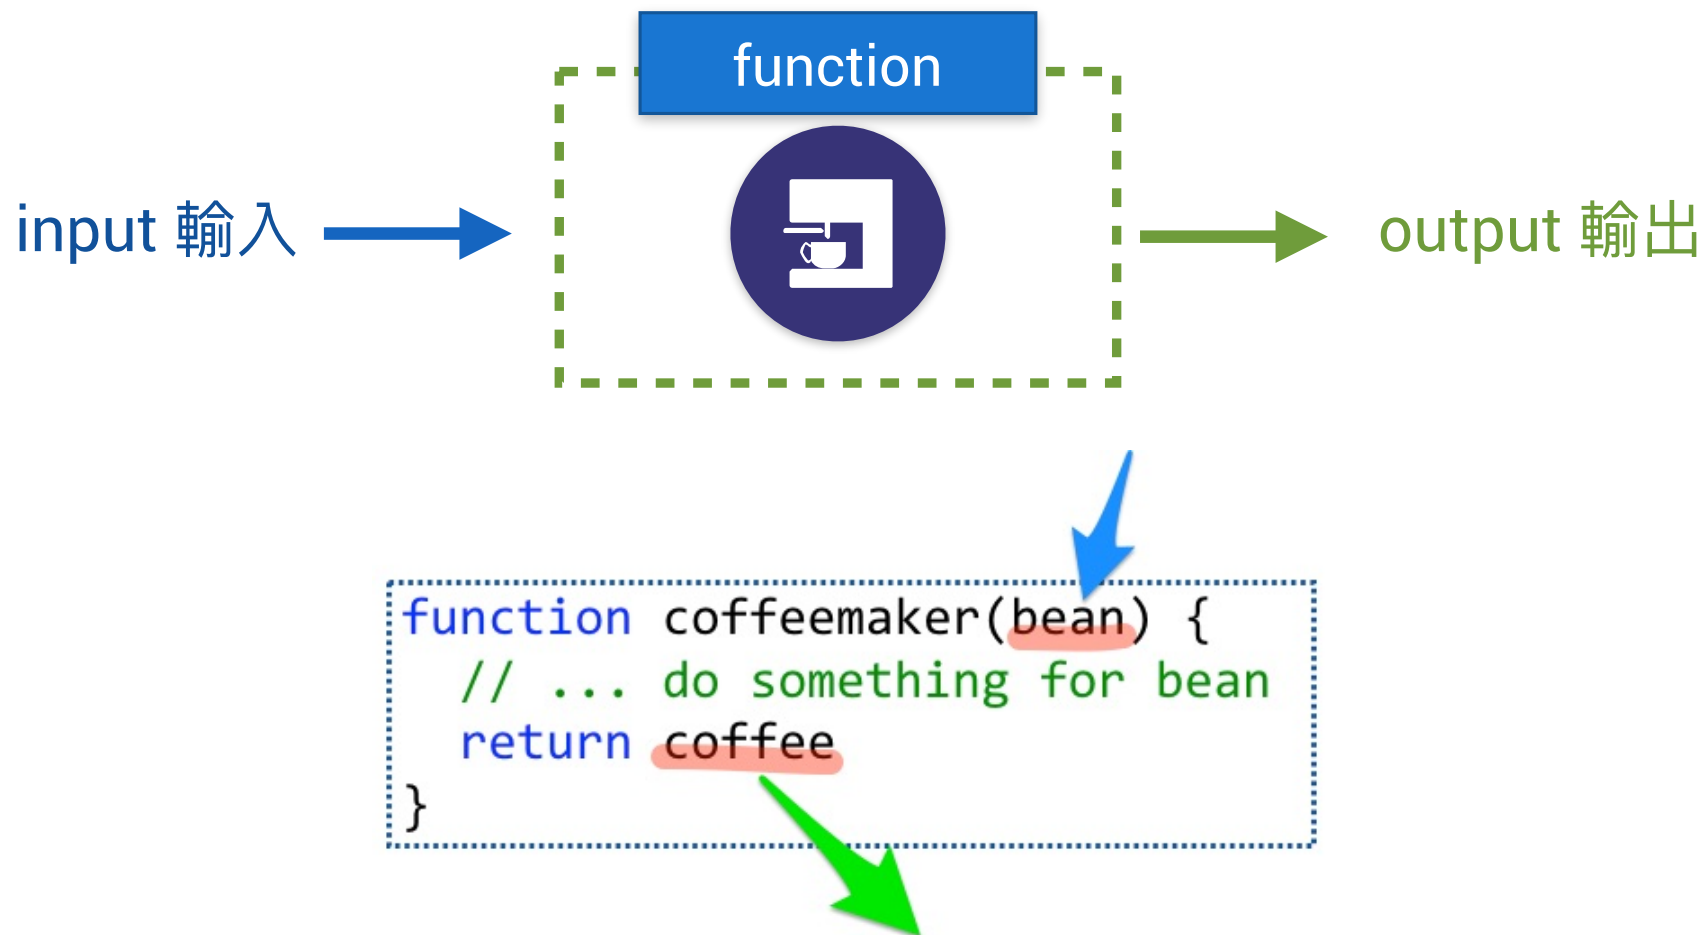 function
input 輸入
output 輸出
function coffeemaker(bean) {
  // ... do something for bean
  return coffee
}